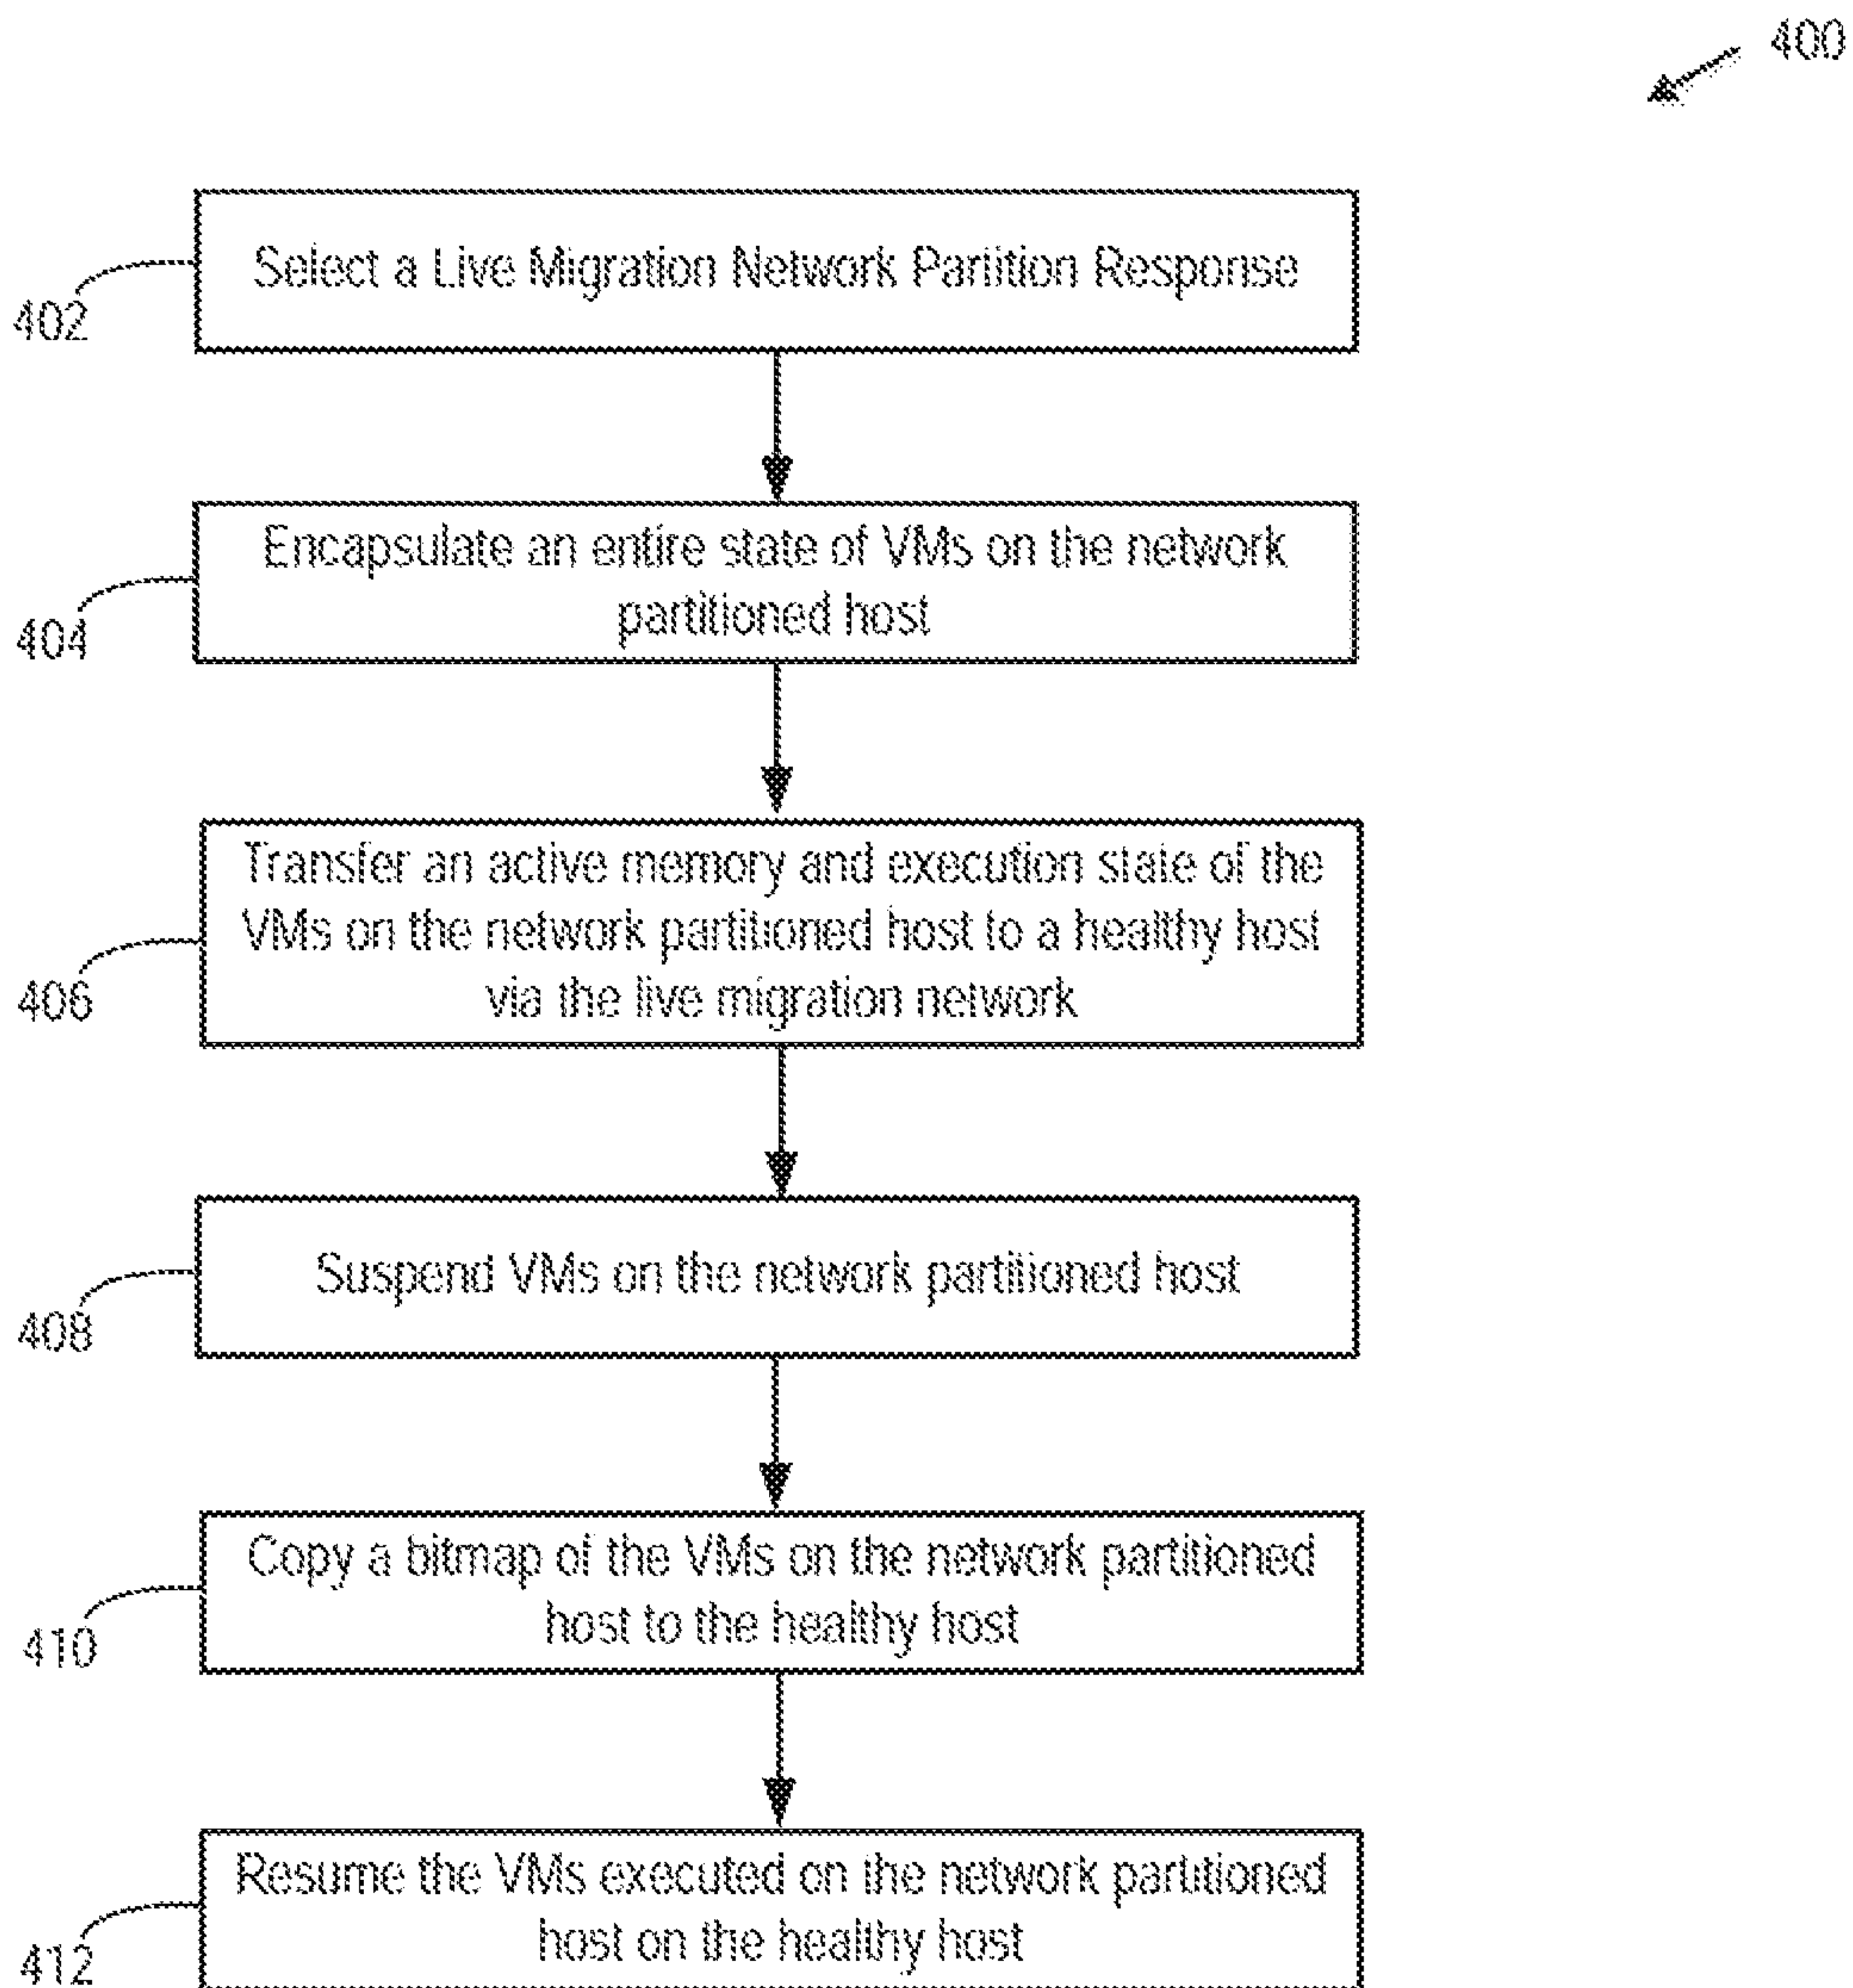 400
402
Select a Live Migration Network Partition Response
404
Encapsulate an entire state of VMs on the network
partitioned host
406
Transfer an active memory and execution state of the
VMs on the network partitioned host to a healthy host
via the live migration network
408
Suspend VMs on the network partitioned host
410
Copy a bitmap of the VMs on the network partitioned
host to the healthy host
412
Resume the VMs executed on the network partitioned
host on the healthy host